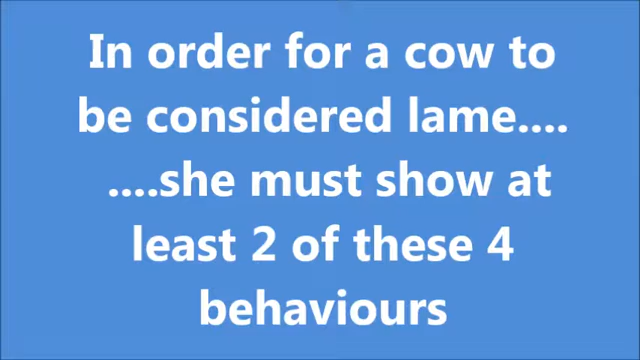 In order for a cow to
be considered lame....
....she must show at
least 2 of these 4
behaviours